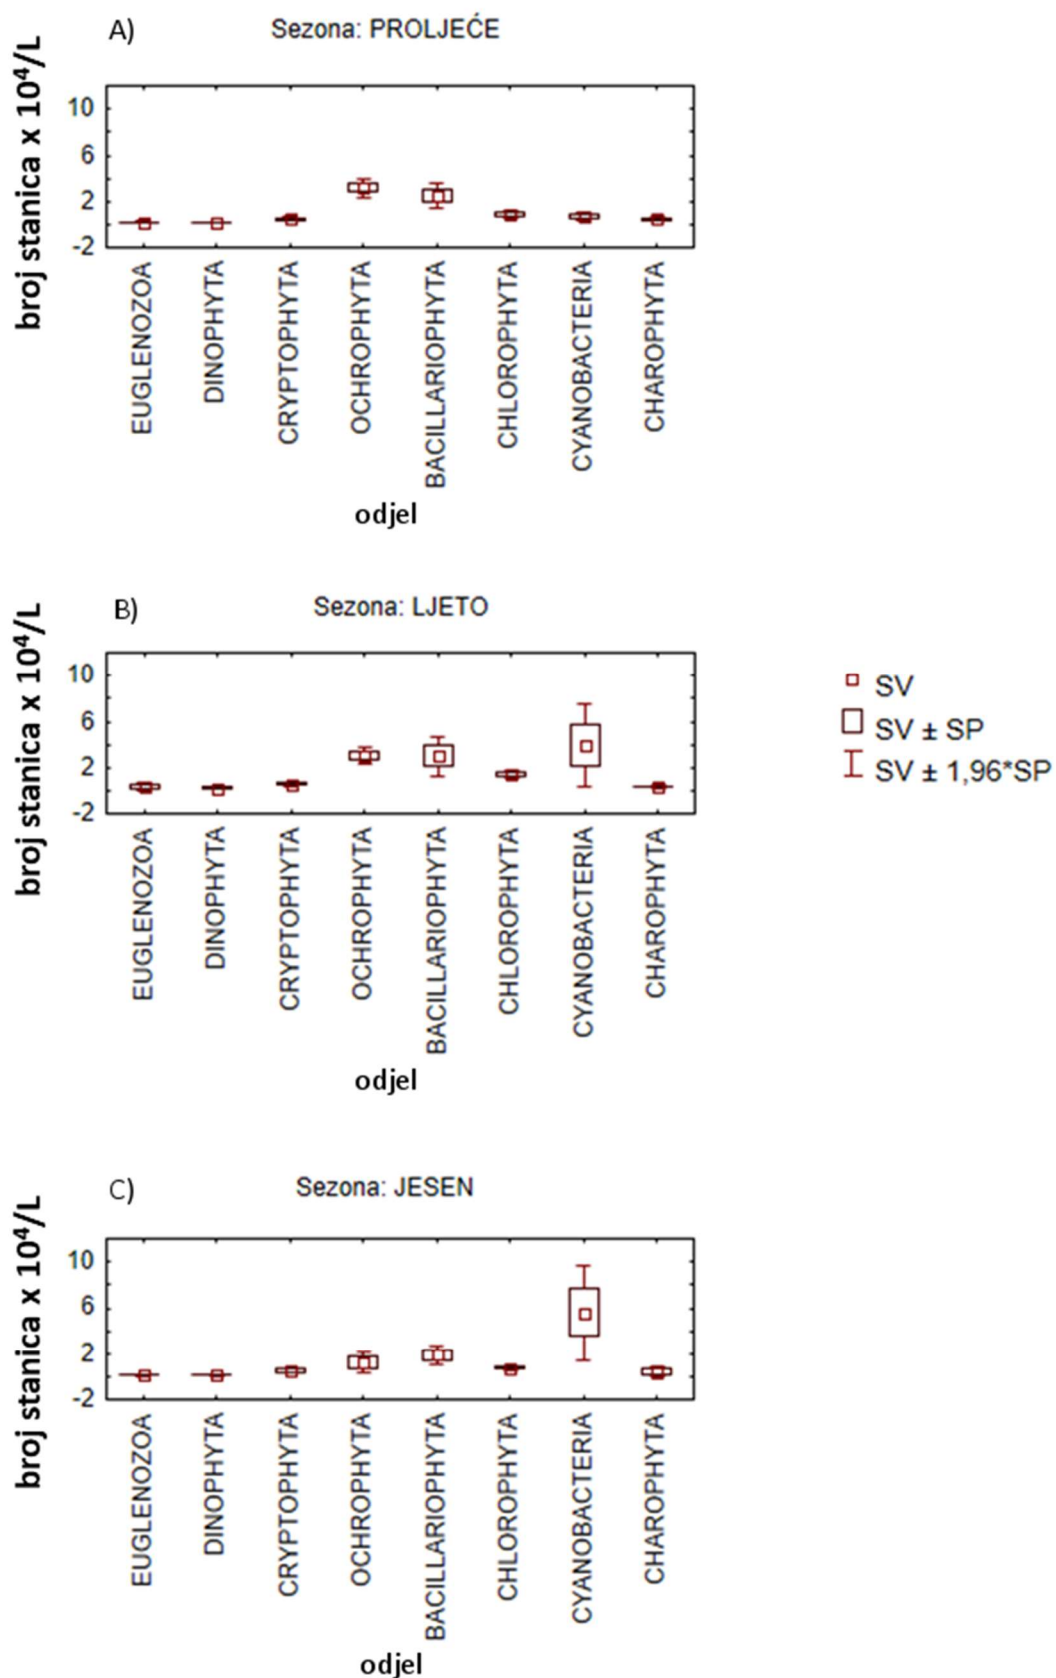 A)
Sezona: PROLJEĆE
broj stanica x 10⁴/L
10
6
2
-2
EUGLENOZOA
DINOPHYTA
CRYPTOPHYTA
OCHROPHYTA
BACILLARIOPHYTA
CHLOROPHYTA
CYANOBACTERIA
CHAROPHYTA
odjel
B)
Sezona: LJETO
broj stanica x 10⁴/L
10
6
2
-2
EUGLENOZOA
DINOPHYTA
CRYPTOPHYTA
OCHROPHYTA
BACILLARIOPHYTA
CHLOROPHYTA
CYANOBACTERIA
CHAROPHYTA
odjel
SV
SV ± SP
SV ± 1,96*SP
C)
Sezona: JESEN
broj stanica x 10⁴/L
10
6
2
-2
EUGLENOZOA
DINOPHYTA
CRYPTOPHYTA
OCHROPHYTA
BACILLARIOPHYTA
CHLOROPHYTA
CYANOBACTERIA
CHAROPHYTA
odjel